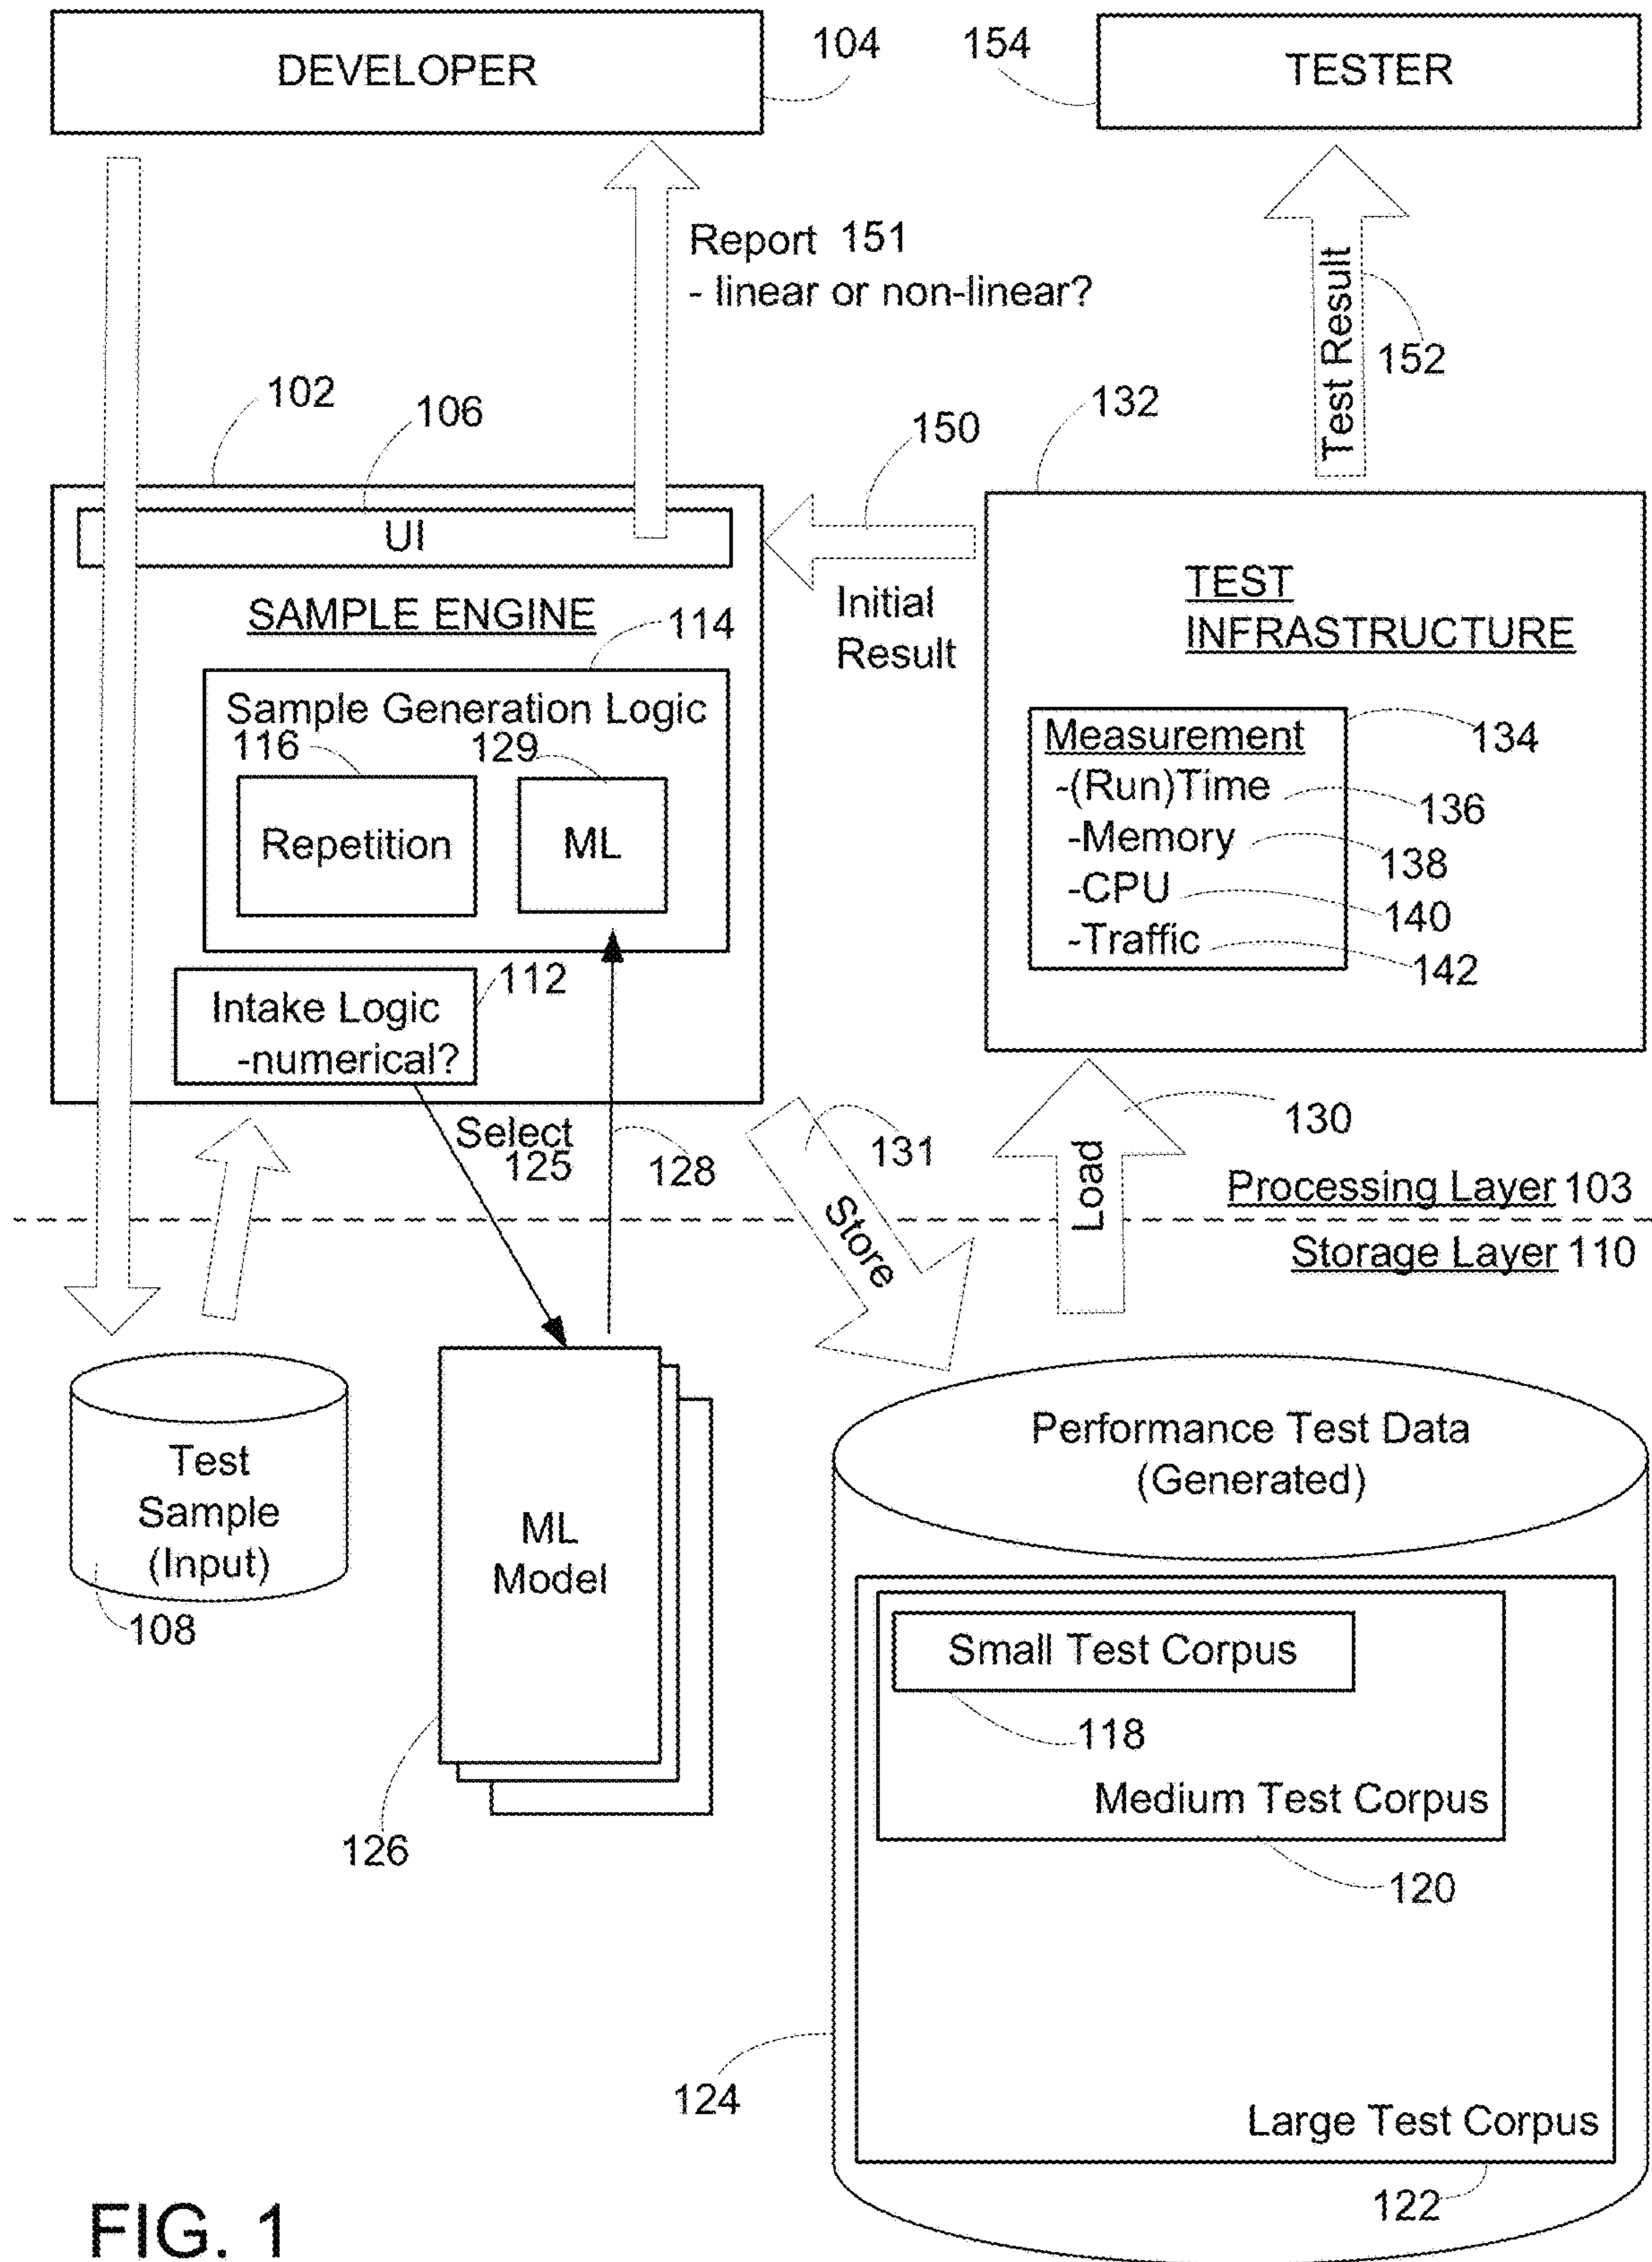 DEVELOPER
104
154
TESTER
Report 151
- linear or non-linear?
Test Result
152
102
106
150
132
UI
SAMPLE ENGINE
114
Initial
Result
TEST
INFRASTRUCTURE
Sample Generation Logic
116
129
Repetition
ML
Measurement
134
-(Run)Time
136
-Memory
138
-CPU
140
-Traffic
142
Intake Logic
-numerical?
112
Select
125
128
131
Store
Load
130
Processing Layer 103
Storage Layer 110
Test
Sample
(Input)
108
ML
Model
126
Performance Test Data
(Generated)
Small Test Corpus
118
Medium Test Corpus
120
124
Large Test Corpus
122
FIG. 1